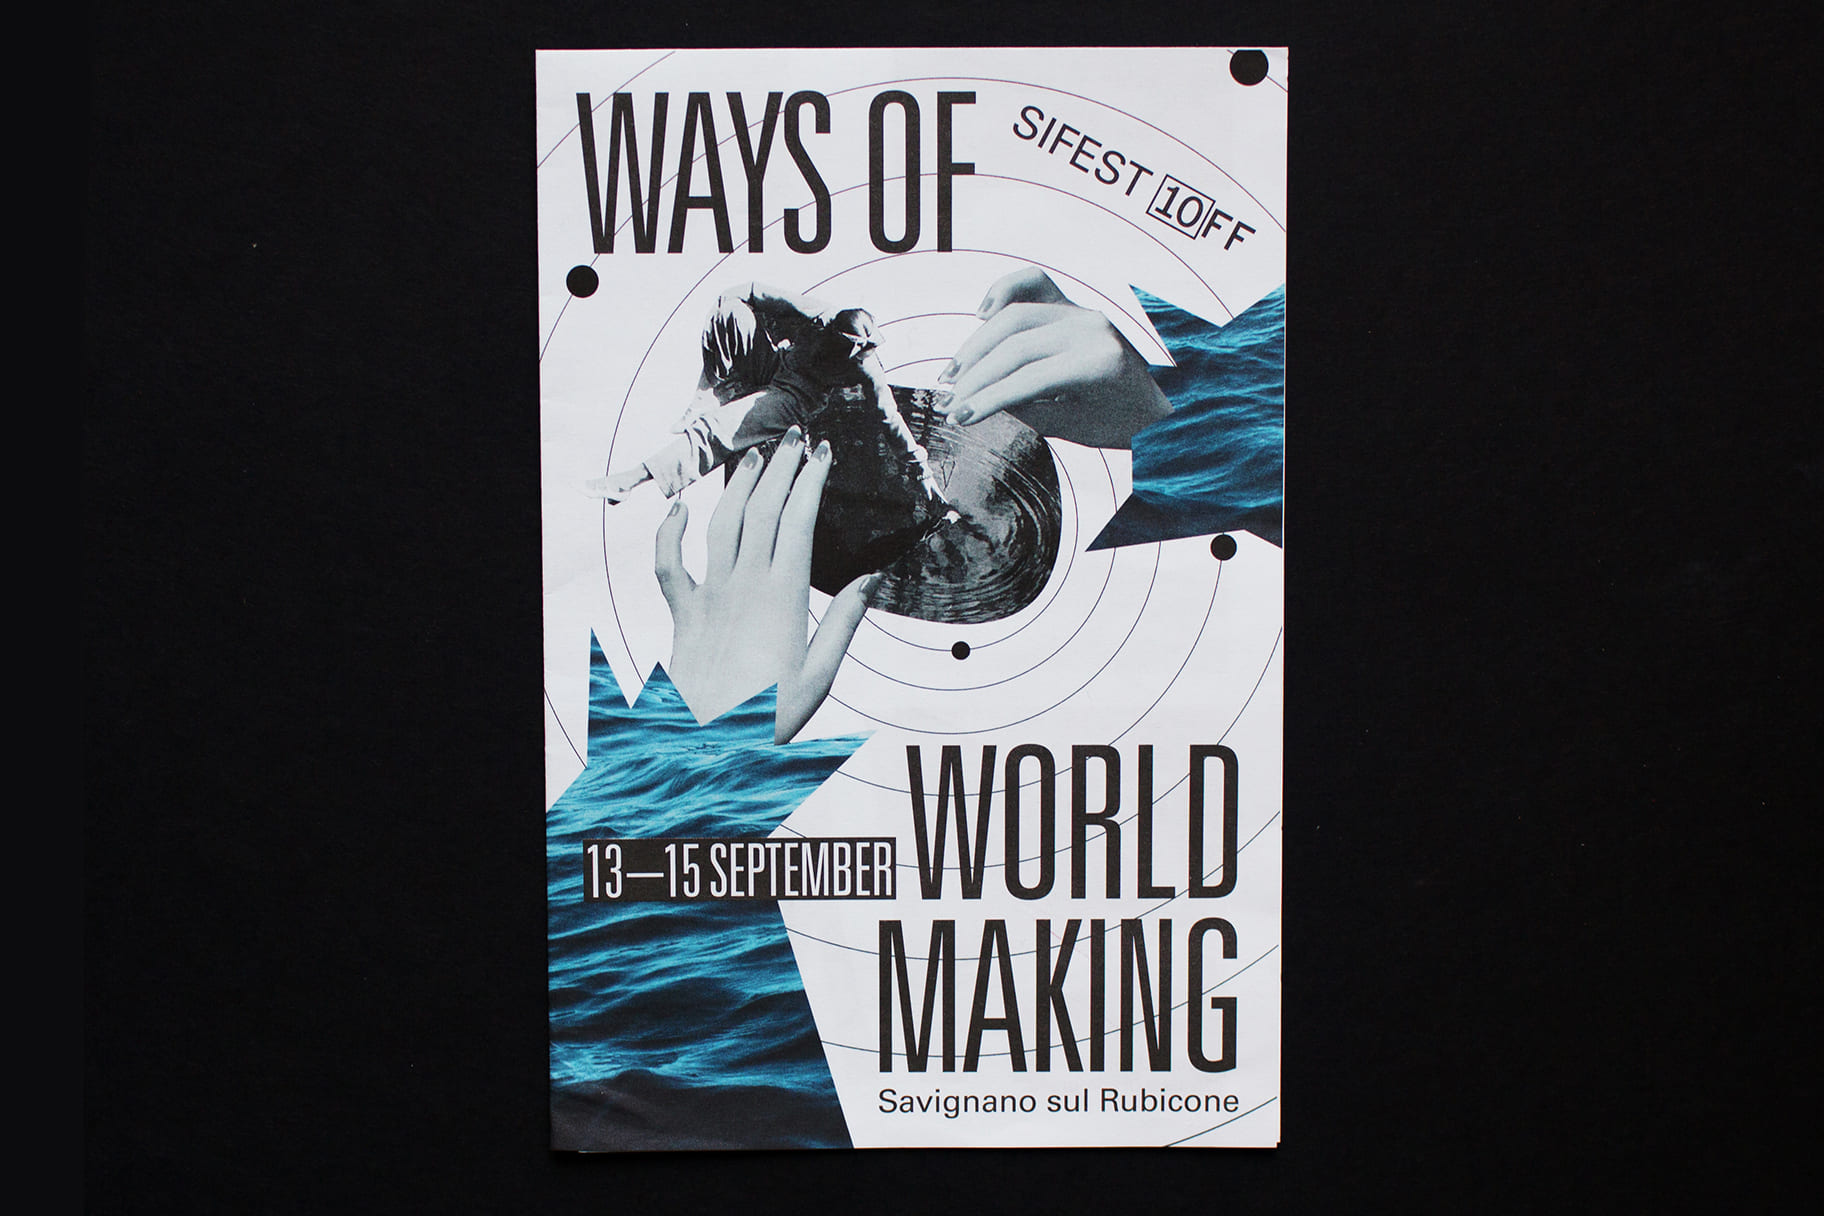 WAYS OF
SIFEST 10FF
13—15 SEPTEMBER
WORLD
MAKING
Savignano sul Rubicone